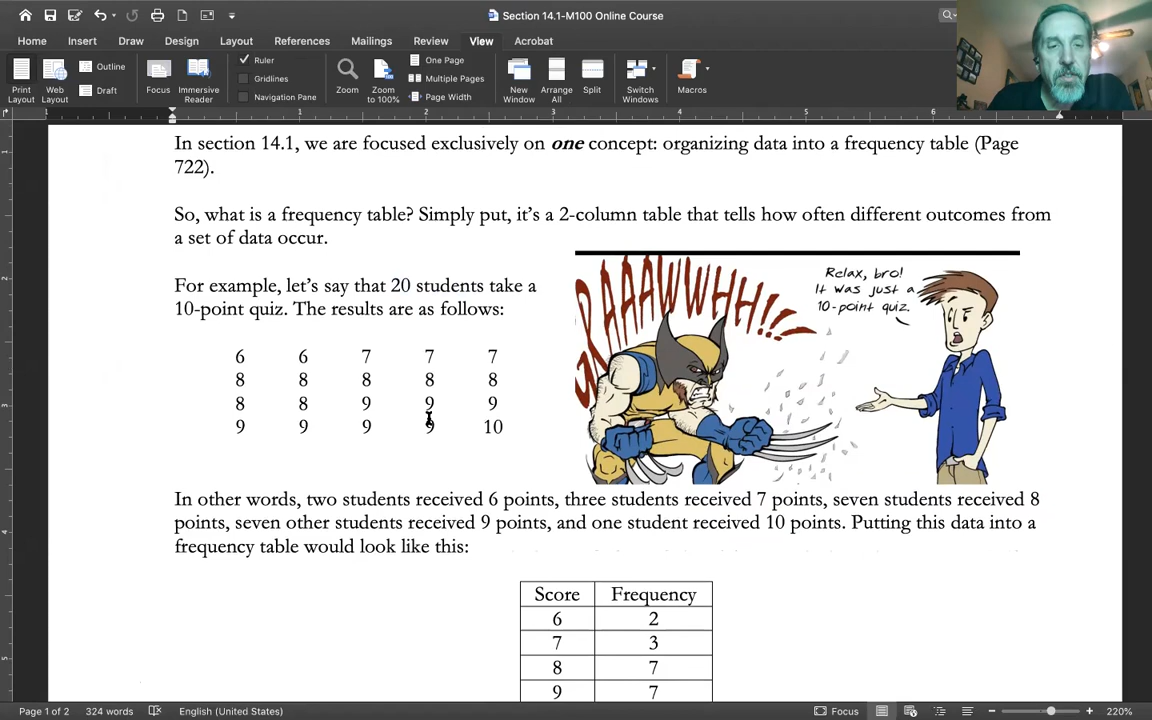 Section 14.1-M100 Online Course
Home Insert Draw Design Layout References Mailings Review View Acrobat
Print Layout
Web Layout
Outline
Draft
Focus
Immersive Reader
Ruler
Gridlines
Navigation Pane
Zoom
Zoom to 100%
One Page
Multiple Pages
Page Width
New Window
Arrange All
Split
Switch Windows
Macros
1 2 3 4 5 6
In section 14.1, we are focused exclusively on one concept: organizing data into a frequency table (Page
722).
So, what is a frequency table? Simply put, it's a 2-column table that tells how often different outcomes from
a set of data occur.
For example, let's say that 20 students take a
10-point quiz. The results are as follows:
6 6 7 7 7
8 8 8 8 8
8 8 9 9 9
9 9 9 9 10
GRAAAWWWHH!!!
Relax, bro!
It was just a
10-point quiz.
In other words, two students received 6 points, three students received 7 points, seven students received 8
points, seven other students received 9 points, and one student received 10 points. Putting this data into a
frequency table would look like this:
Score Frequency
6 2
7 3
8 7
9 7
Page 1 of 2 324 words English (United States) Focus 220%